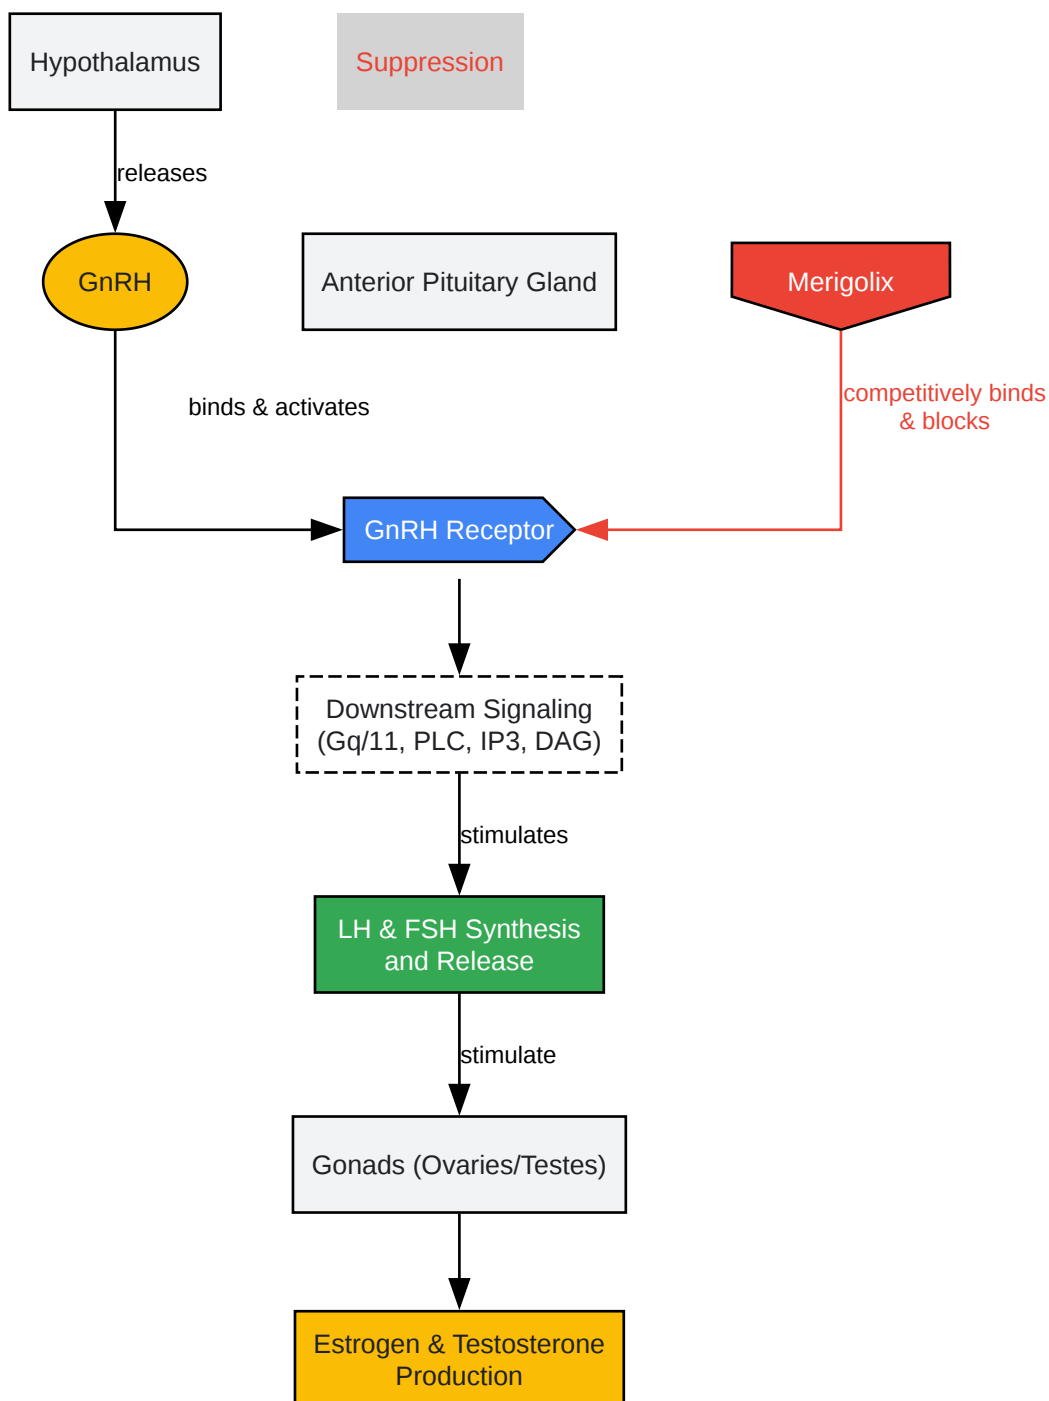 Hypothalamus
Suppression
releases
GnRH
Anterior Pituitary Gland
Merigolix
binds & activates
competitively binds
& blocks
GnRH Receptor
Downstream Signaling
(Gq/11, PLC, IP3, DAG)
stimulates
LH & FSH Synthesis
and Release
stimulate
Gonads (Ovaries/Testes)
Estrogen & Testosterone
Production